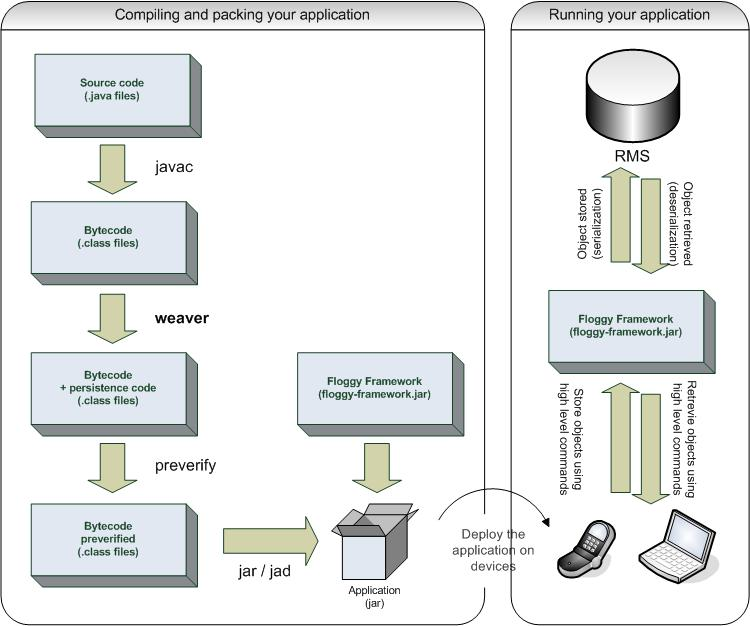 Compiling and packing your application
Source code
(.java files)
javac
Bytecode
(.class files)
weaver
Bytecode
+ persistence code
(.class files)
Floggy Framework
(floggy-framework.jar)
preverify
Bytecode
preverified
(.class files)
jar / jad
Application
(jar)
Deploy the
application on
devices
Running your application
RMS
Object stored
(serialization)
Object retrieved
(deserialization)
Floggy Framework
(floggy-framework.jar)
Store objects using
high level commands
Retrevie objects using
high level commands